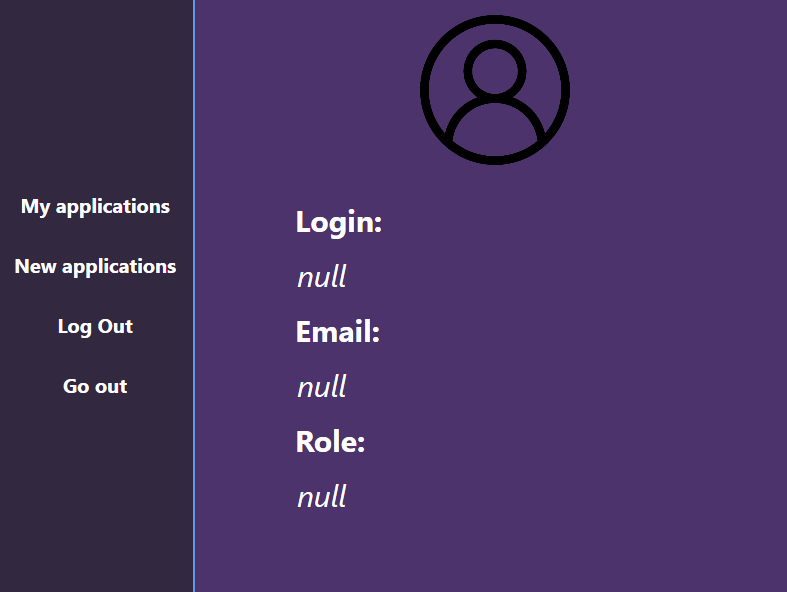 My applications
New applications
Log Out
Go out
Login:
null
Email:
null
Role:
null